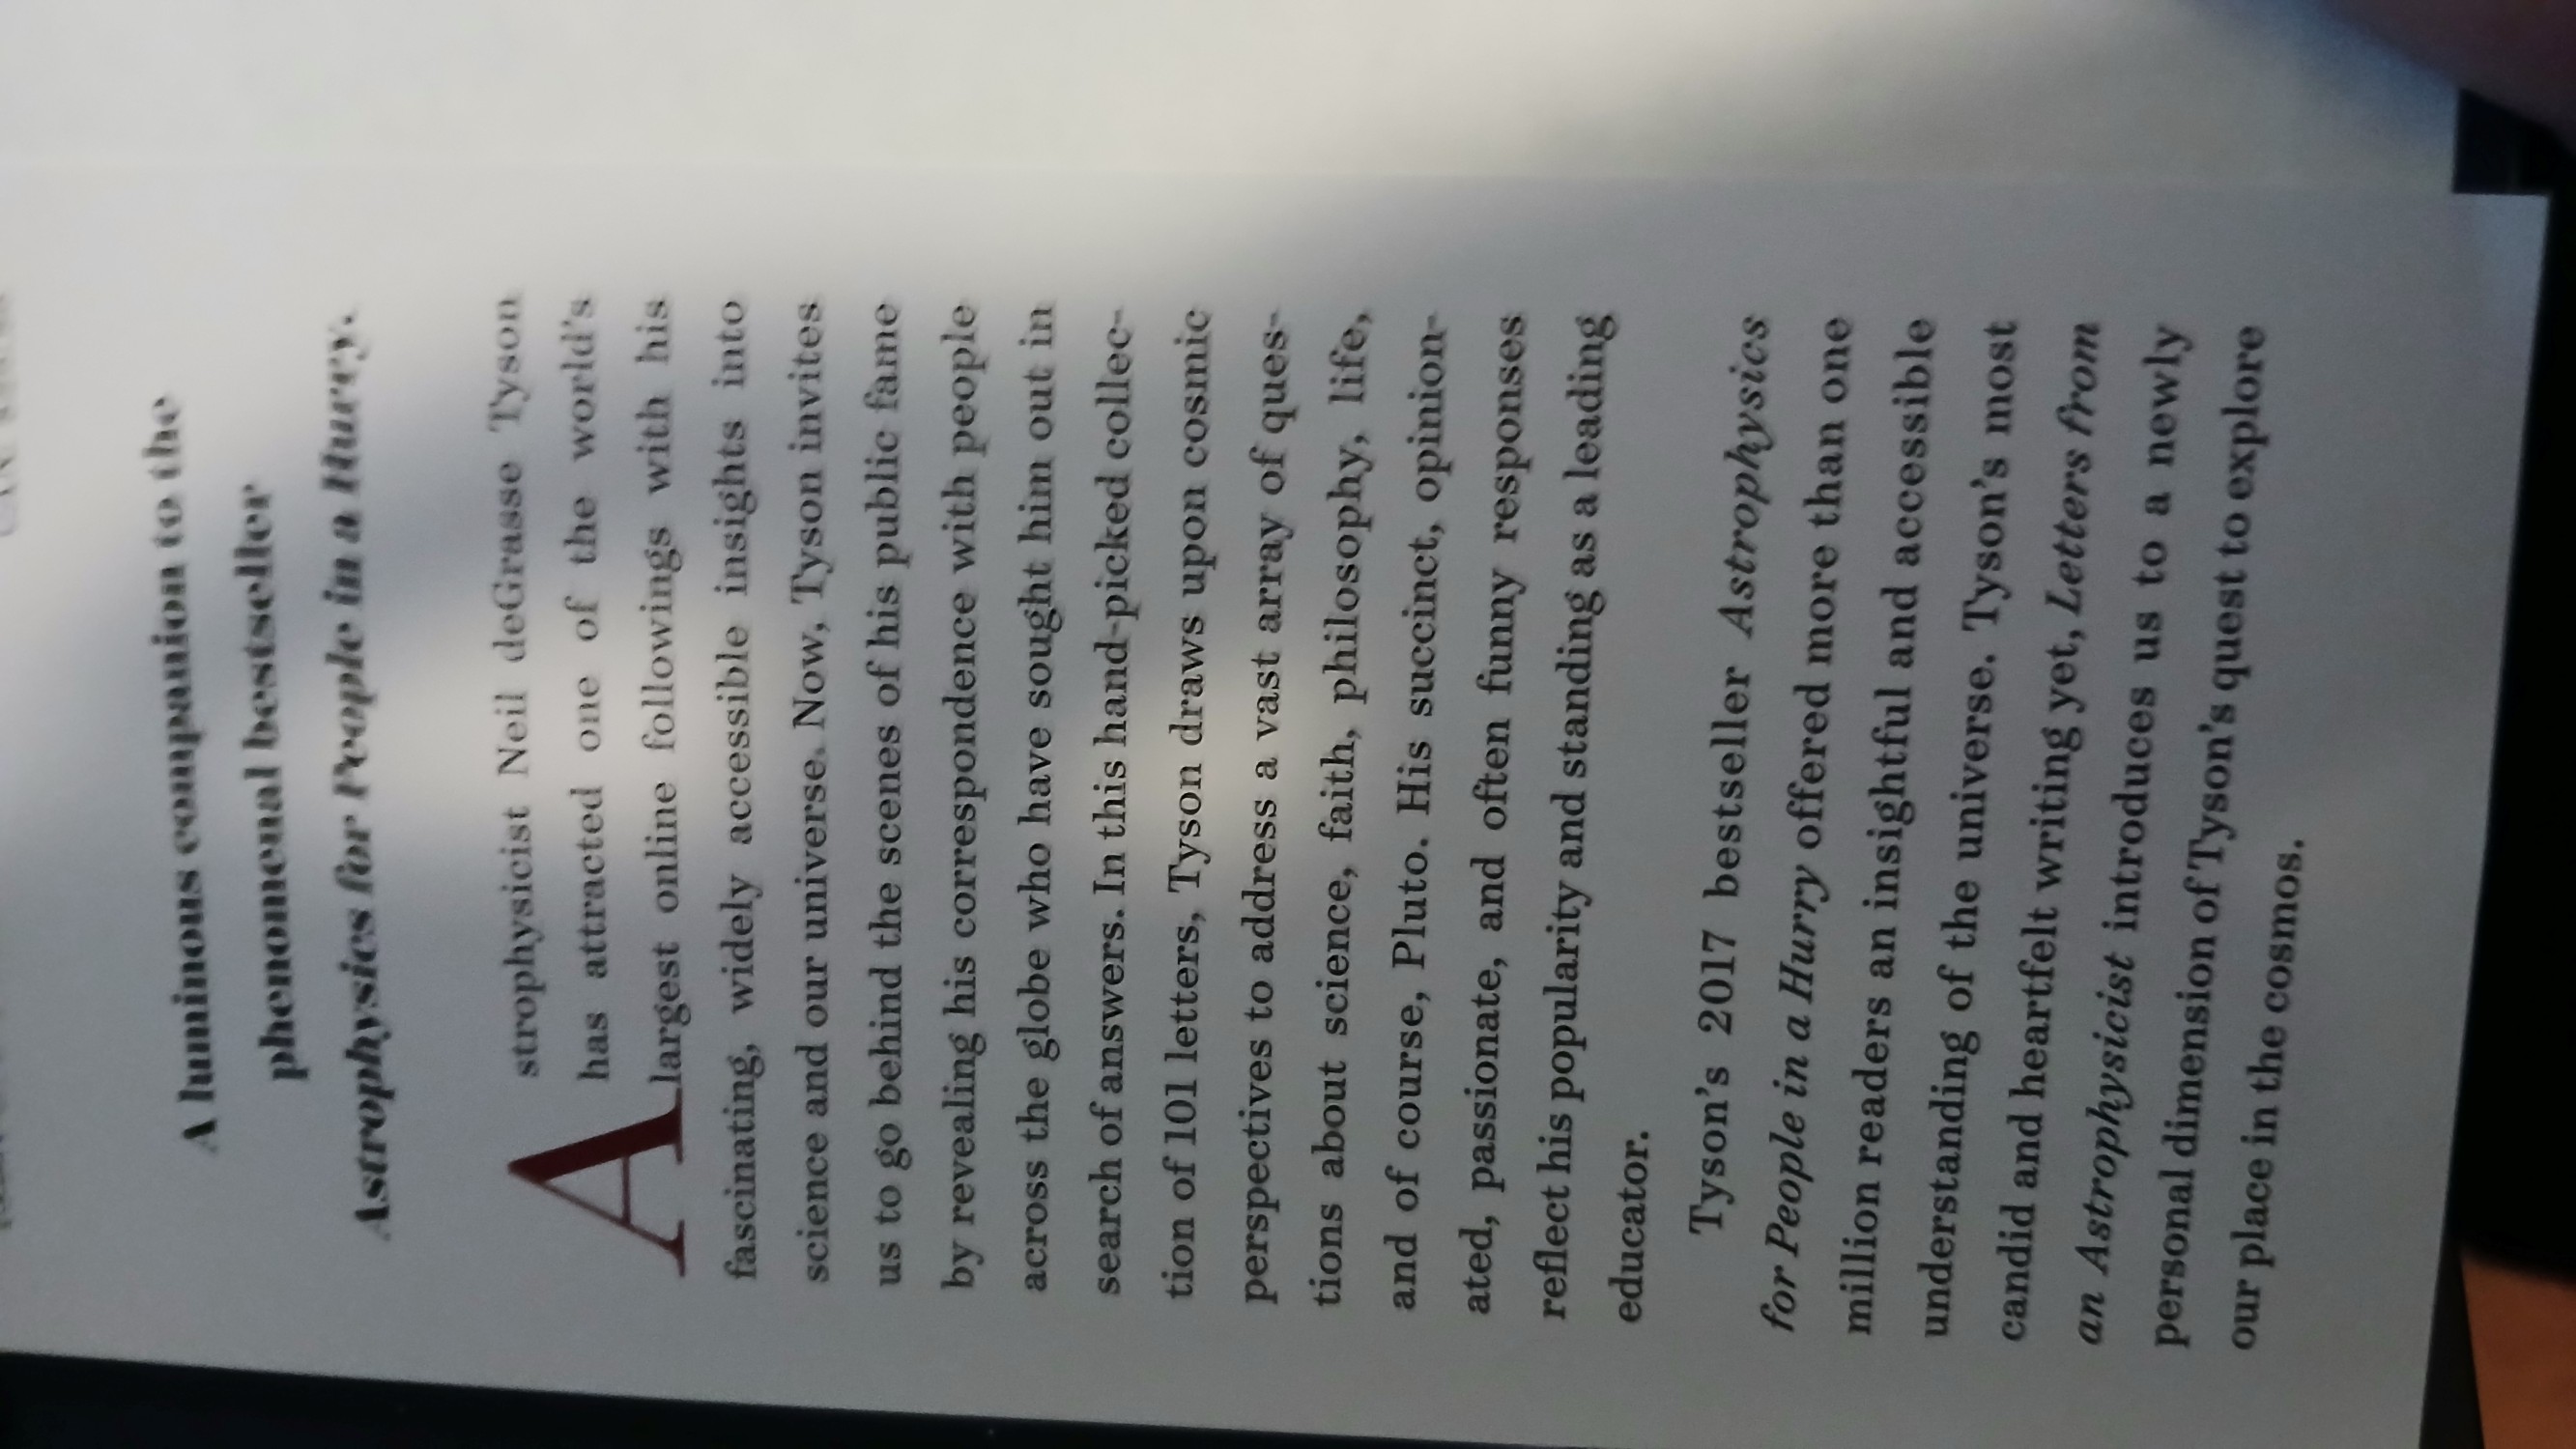 A luminous companion to the
phenomenal bestseller
Astrophysics for People in a Hurry.
Astrophysicist Neil deGrasse Tyson
has attracted one of the world's
largest online followings with his
fascinating, widely accessible insights into
science and our universe. Now, Tyson invites
us to go behind the scenes of his public fame
by revealing his correspondence with people
across the globe who have sought him out in
search of answers. In this hand-picked collec-
tion of 101 letters, Tyson draws upon cosmic
perspectives to address a vast array of ques-
tions about science, faith, philosophy, life,
and of course, Pluto. His succinct, opinion-
ated, passionate, and often funny responses
reflect his popularity and standing as a leading
educator.
Tyson's 2017 bestseller Astrophysics
for People in a Hurry offered more than one
million readers an insightful and accessible
understanding of the universe. Tyson's most
candid and heartfelt writing yet, Letters from
an Astrophysicist introduces us to a newly
personal dimension of Tyson's quest to explore
our place in the cosmos.